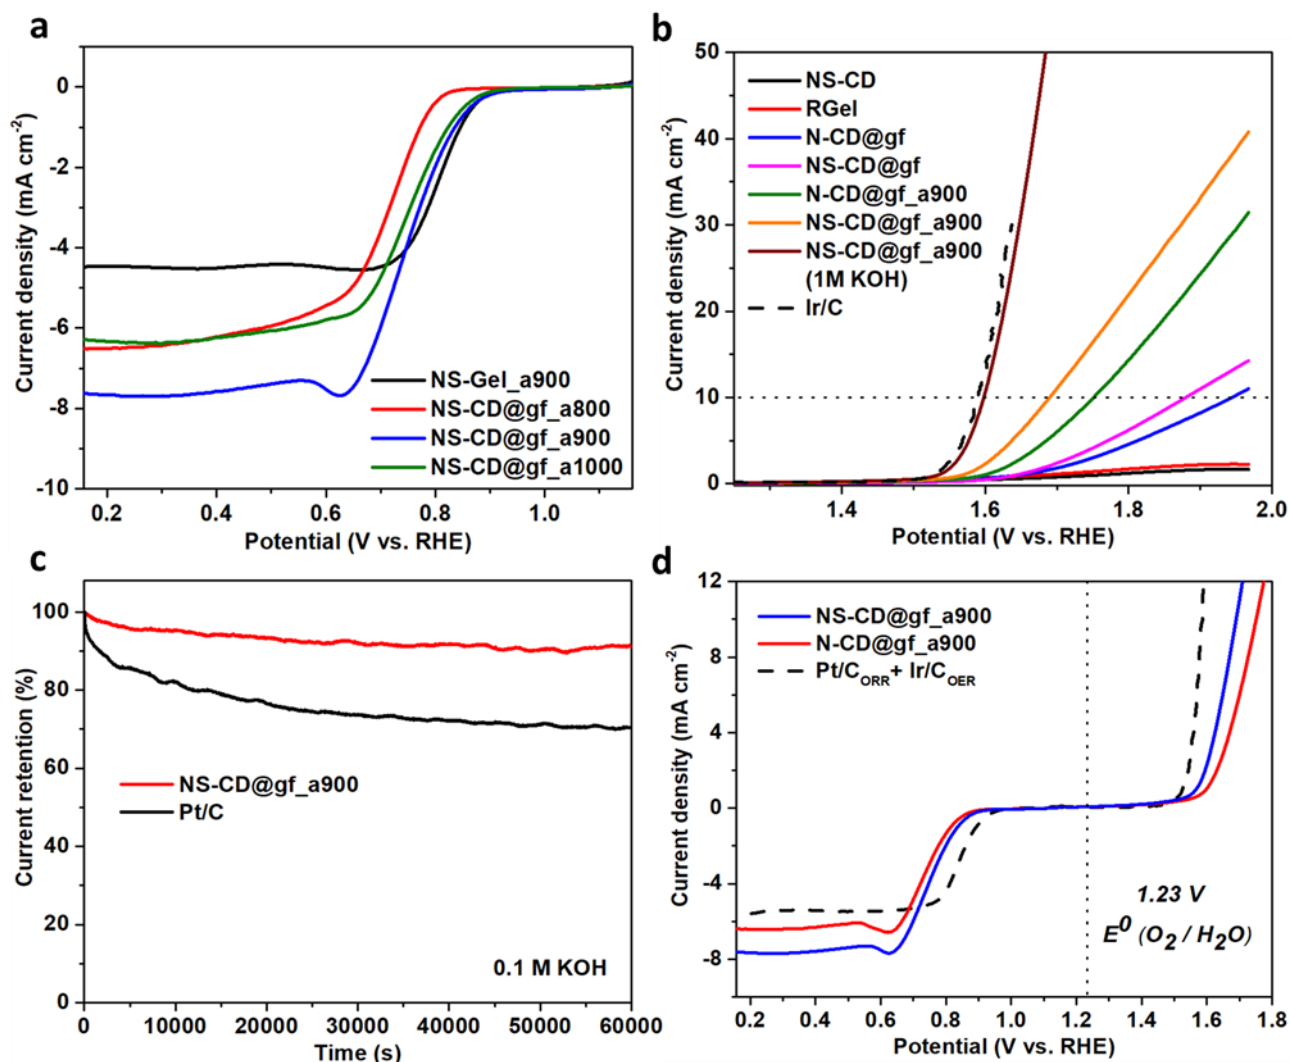 a
0
-2
-4
-6
-8
-10
Current density (mA cm-2)
NS-Gel_a900
NS-CD@gf_a800
NS-CD@gf_a900
NS-CD@gf_a1000
0.2 0.4 0.6 0.8 1.0
Potential (V vs. RHE)
b
50
40
30
20
10
0
Current density (mA cm-2)
NS-CD
RGel
N-CD@gf
NS-CD@gf
N-CD@gf_a900
NS-CD@gf_a900
NS-CD@gf_a900
(1M KOH)
Ir/C
1.4 1.6 1.8 2.0
Potential (V vs. RHE)
c
100
80
60
40
20
0
Current retention (%)
NS-CD@gf_a900
Pt/C
0.1 M KOH
0 10000 20000 30000 40000 50000 60000
Time (s)
d
12
8
4
0
-4
-8
Current density (mA cm-2)
NS-CD@gf_a900
N-CD@gf_a900
Pt/CORR+ Ir/COER
1.23 V
E0 (O2 / H2O)
0.2 0.4 0.6 0.8 1.0 1.2 1.4 1.6 1.8
Potential (V vs. RHE)